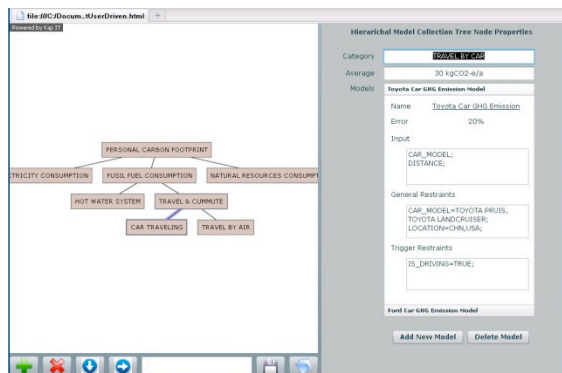 file:///C:/Docum..tUserDriven.html
Powered by Kap IT
PERSONAL CARBON FOOTPRINT
CTRICITY CONSUMPTION
FUSIL FUEL CONSUMPTION
NATURAL RESOURCES CONSUMPT
HOT WATER SYSTEM
TRAVEL & CUMMUTE
CAR TRAVELING
TRAVEL BY AIR
Hierarichal Model Collection Tree Node Properties
Category TRAVEL BY CAR
Average 30 kgCO2-e/a
Models Toyota Car GHG Emission Model
Name Toyota Car GHG Emission
Error 20%
Input
CAR_MODEL;
DISTANCE;
General Restraints
CAR_MODEL=TOYOTA PRUIS,
TOYOTA LANDCRUISER;
LOCATION=CHN,USA;
Trigger Restraints
IS_DRIVING=TRUE;
Ford Car GHG Emission Model
Add New Model Delete Model